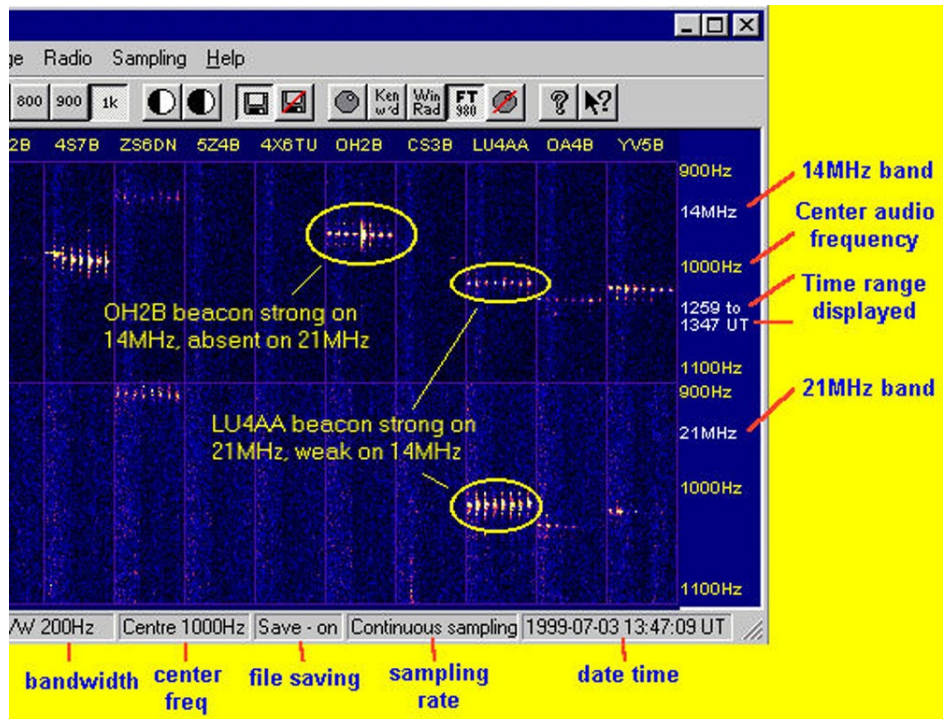 ge Radio Sampling Help
800 900 1k Ken w'd Win Rad FT 980
2B 4S7B ZS6DN 5Z4B 4X6TU OH2B CS3B LU4AA OA4B YV5B
900Hz
14MHz
1000Hz
1259 to
1347 UT
1100Hz
900Hz
21MHz
1000Hz
1100Hz
OH2B beacon strong on
14MHz, absent on 21MHz
LU4AA beacon strong on
21MHz, weak on 14MHz
14MHz band
Center audio
frequency
Time range
displayed
21MHz band
/W 200Hz Centre 1000Hz Save - on Continuous sampling 1999-07-03 13:47:09 UT
bandwidth
center
freq
file saving
sampling
rate
date time